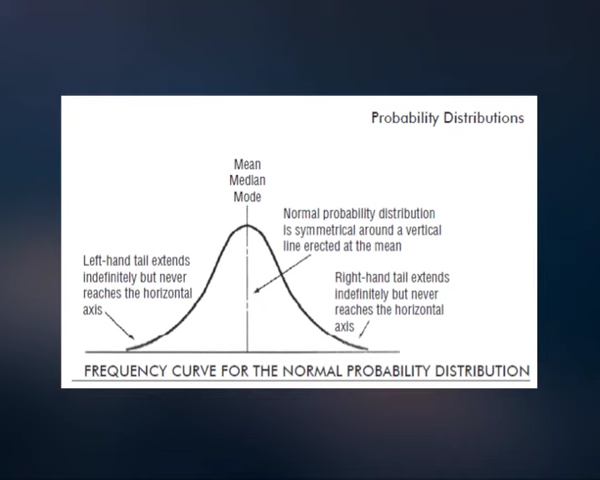 Probability Distributions
Mean
Median
Mode
Normal probability distribution
is symmetrical around a vertical
line erected at the mean
Left-hand tail extends
indefinitely but never
reaches the horizontal
axis
Right-hand tail extends
indefinitely but never
reaches the horizontal
axis
FREQUENCY CURVE FOR THE NORMAL PROBABILITY DISTRIBUTION